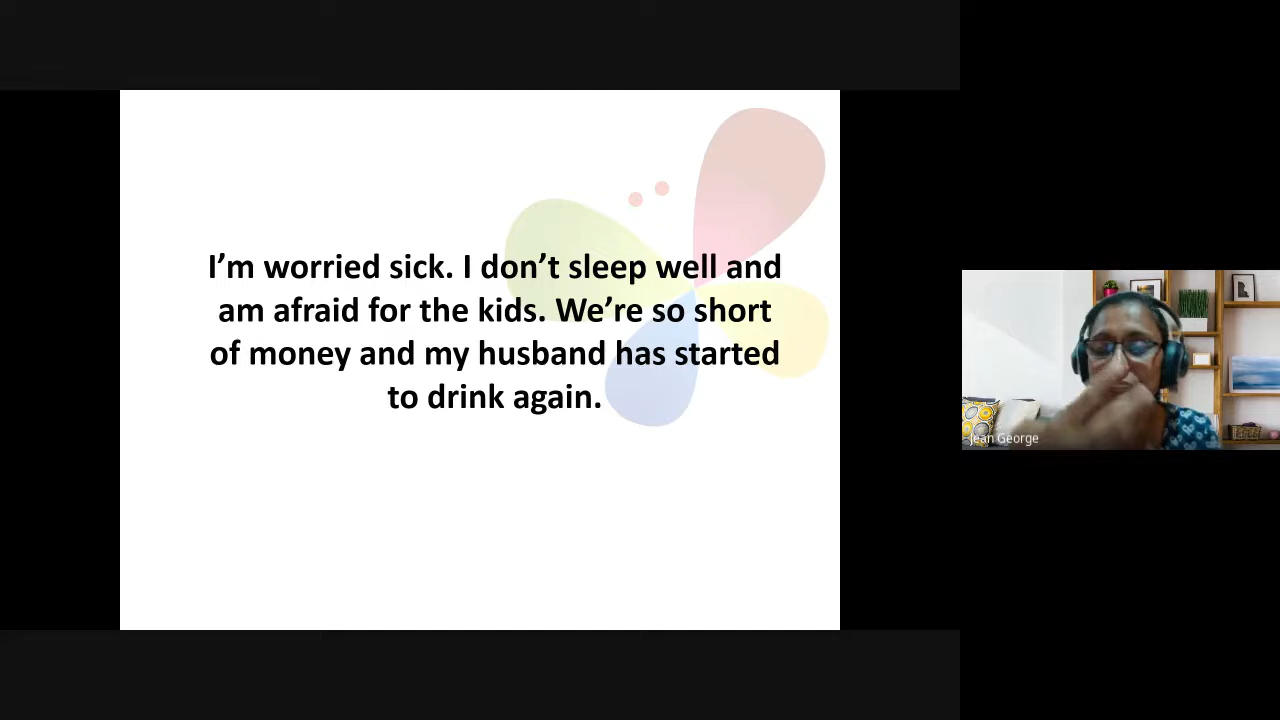 I’m worried sick. I don’t sleep well and
am afraid for the kids. We’re so short
of money and my husband has started
to drink again.
Jean George